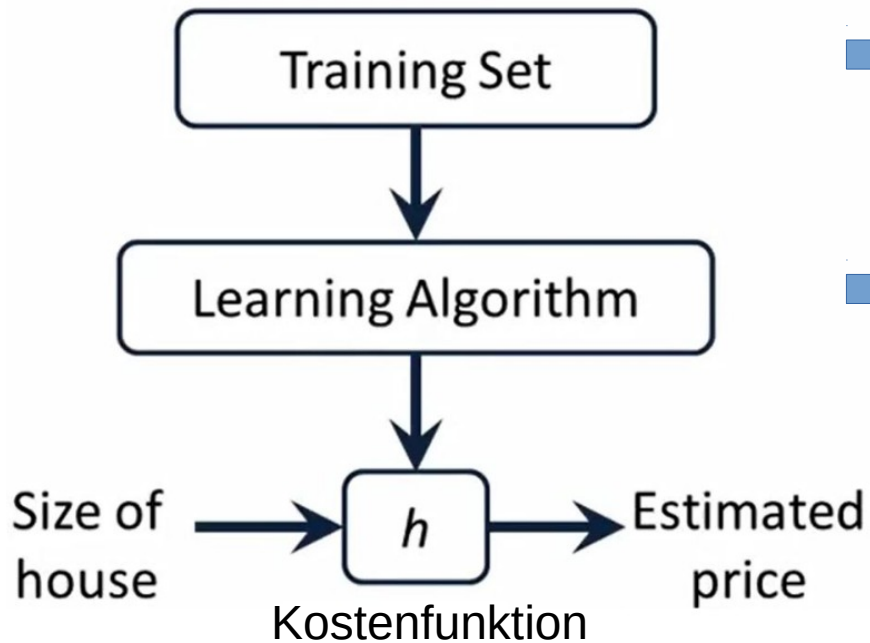 Training Set
Learning Algorithm
Size of
house
h
Estimated
price
Kostenfunktion